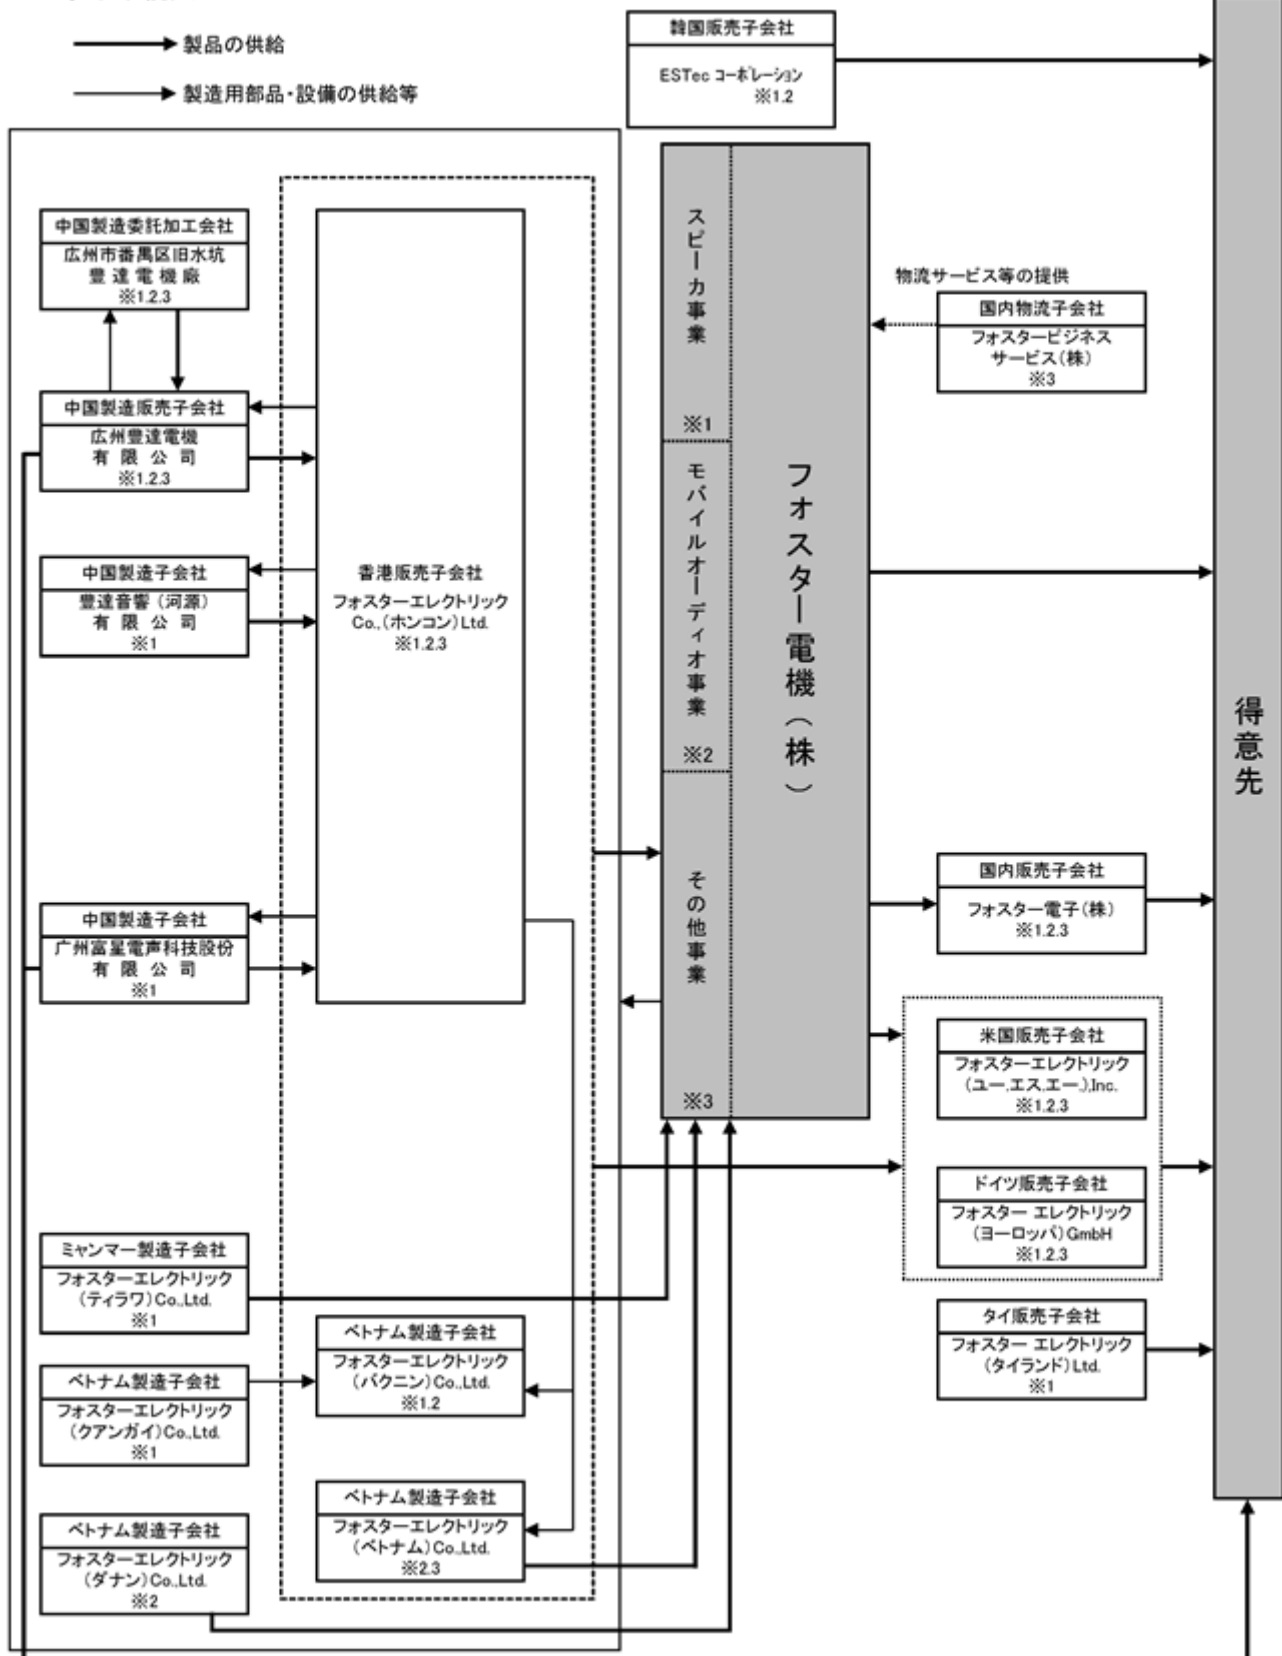 製品の供給
製造用部品・設備の供給等
韓国販売子会社
ESTec コーポレーション
※1.2
中国製造委託加工会社
広州市番禺区旧水坑
豊達電機廠
※1.2.3
中国製造販売子会社
広州豊達電機
有限公司
※1.2.3
中国製造子会社
豊達音響(河源)
有限公司
※1
中国製造子会社
广州富星電声科技股份
有限公司
※1
ミャンマー製造子会社
フォスターエレクトリック
(ティラワ)Co.,Ltd.
※1
ベトナム製造子会社
フォスターエレクトリック
(クアンガイ)Co.,Ltd.
※1
ベトナム製造子会社
フォスターエレクトリック
(ダナン)Co.,Ltd.
※2
香港販売子会社
フォスターエレクトリック
Co.,(ホンコン)Ltd.
※1.2.3
ベトナム製造子会社
フォスターエレクトリック
(バクニン)Co.,Ltd.
※1.2
ベトナム製造子会社
フォスターエレクトリック
(ベトナム)Co.,Ltd.
※2.3
スピーカ事業
※1
モバイルオーディオ事業
※2
その他事業
※3
フォスター電機(株)
物流サービス等の提供
国内物流子会社
フォスタービジネス
サービス(株)
※3
国内販売子会社
フォスター電子(株)
※1.2.3
米国販売子会社
フォスターエレクトリック
(ユー.エス.エー.),Inc.
※1.2.3
ドイツ販売子会社
フォスター エレクトリック
(ヨーロッパ)GmbH
※1.2.3
タイ販売子会社
フォスター エレクトリック
(タイランド)Ltd.
※1
得意先